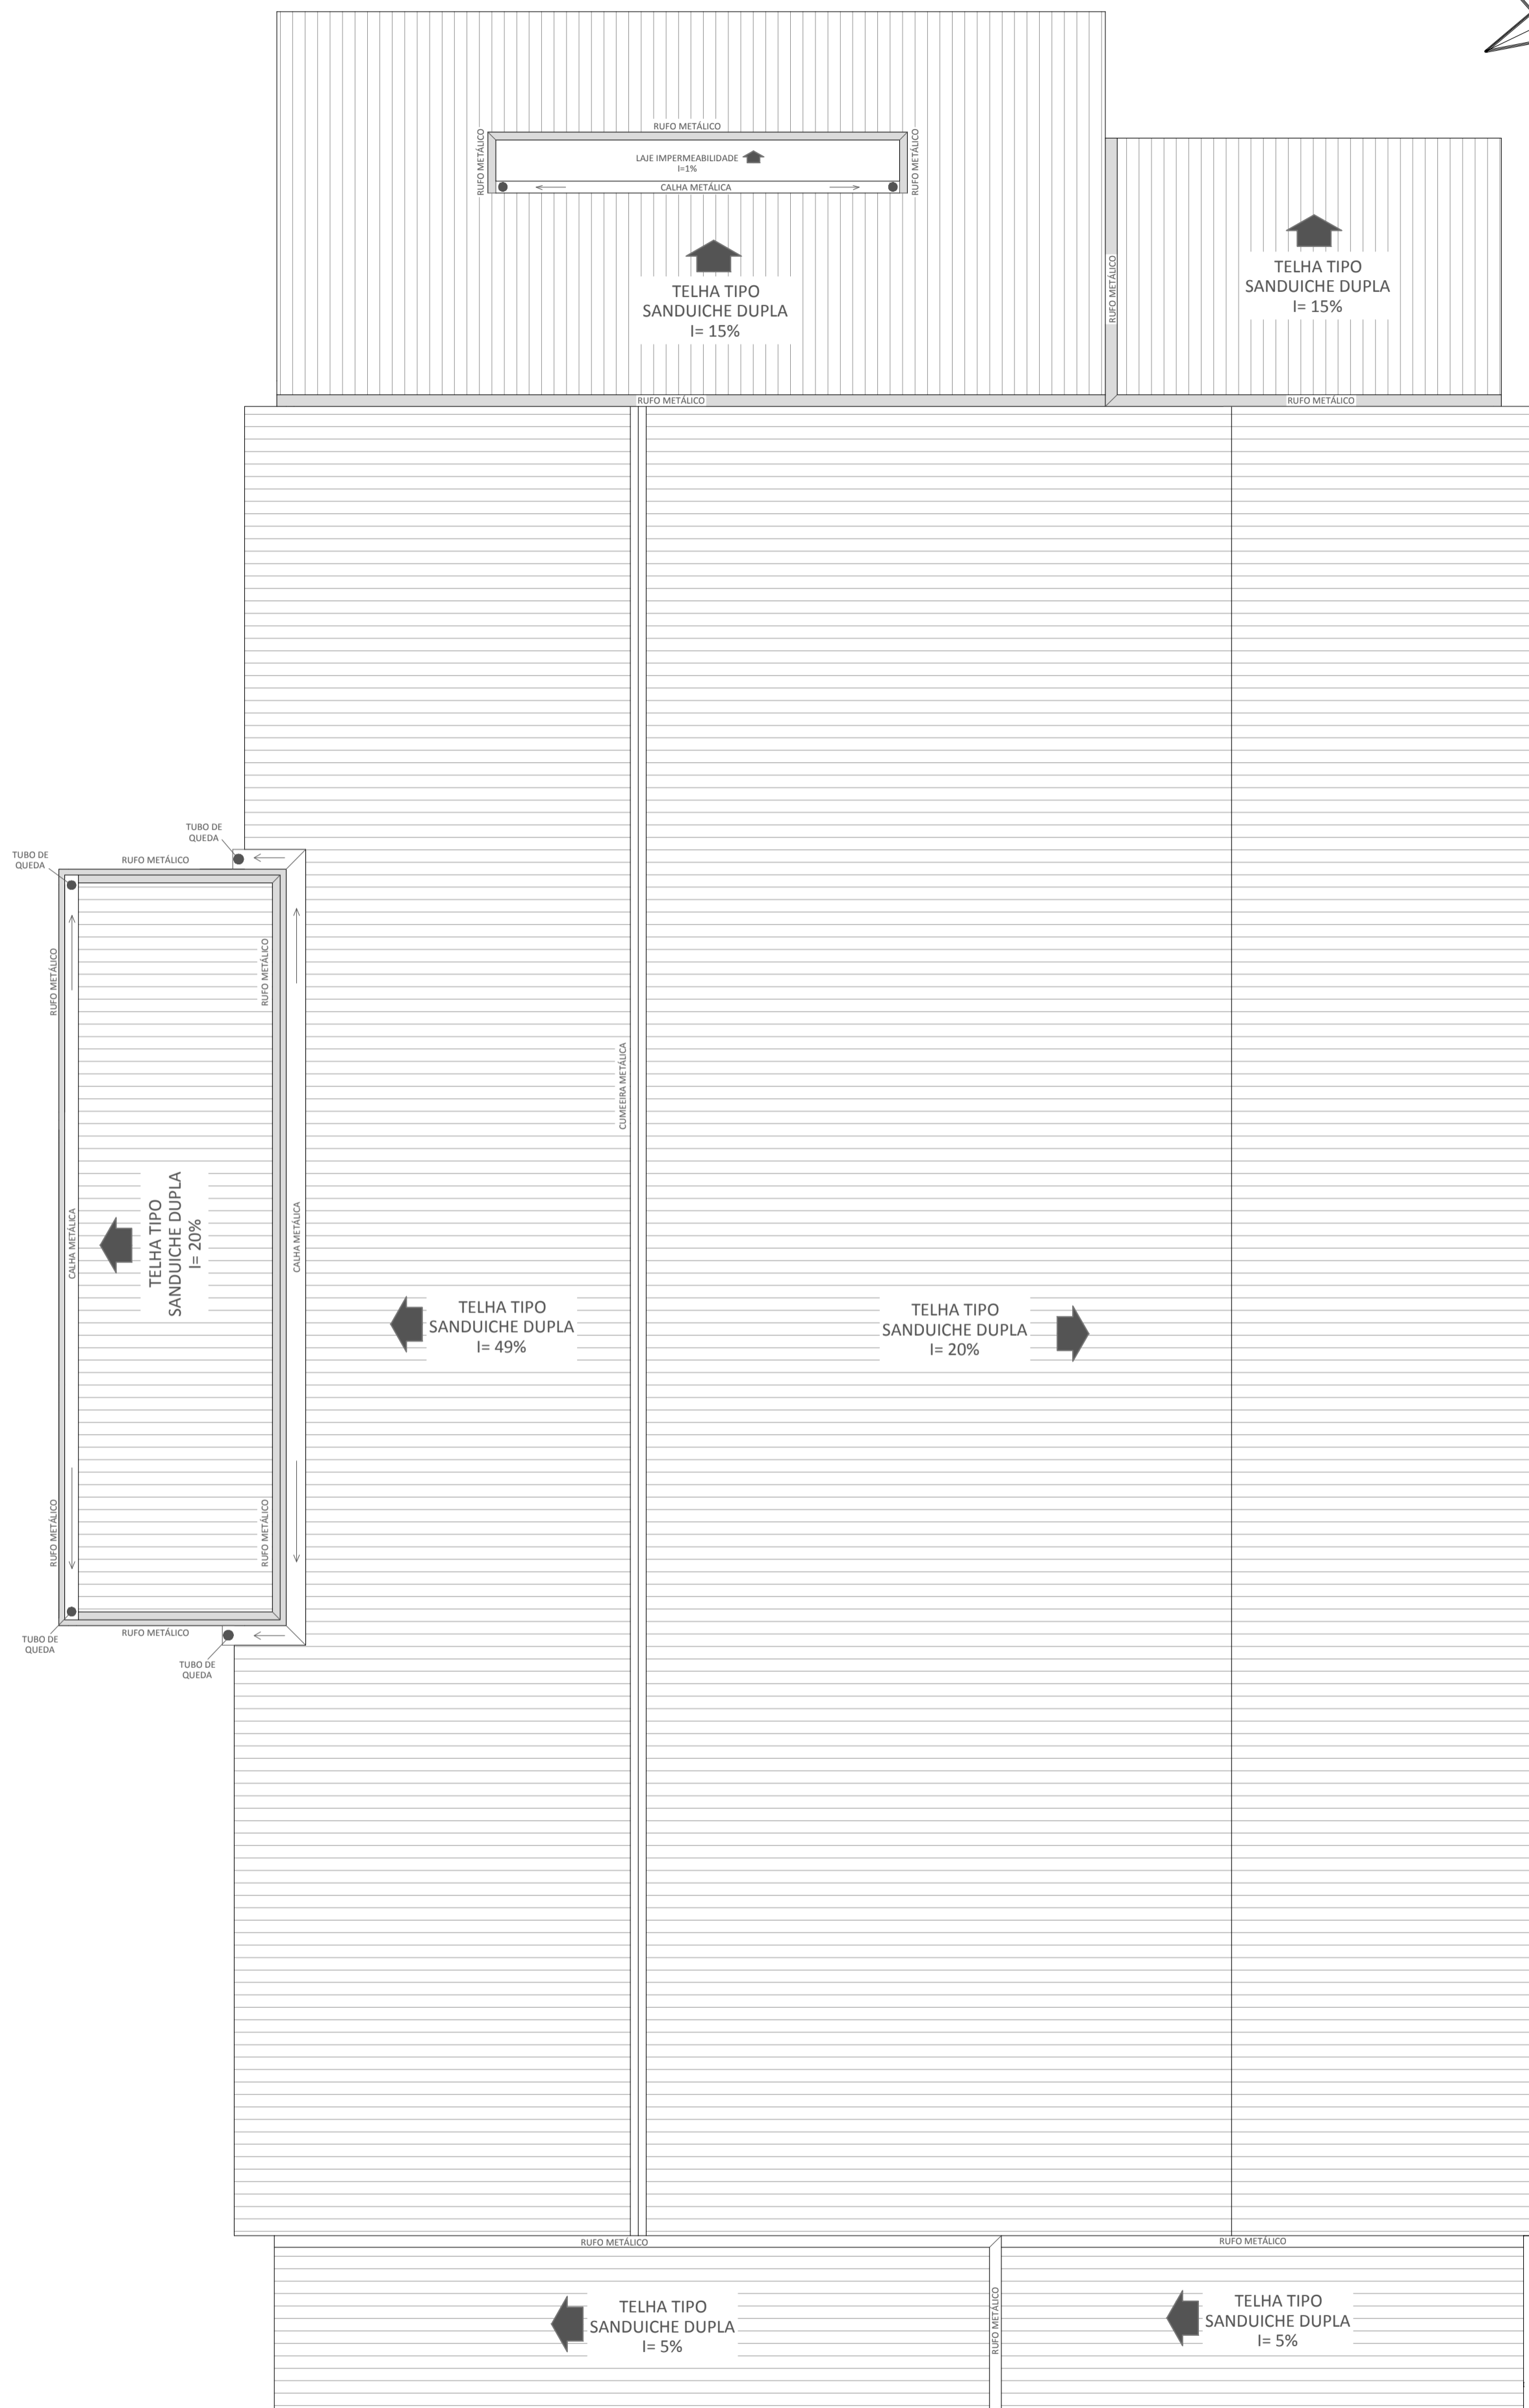 RUFO METÁLICO
RUFO METÁLICO
RUFO METÁLICO
LAJE IMPERMEABILIDADE
I=1%
CALHA METÁLICA
TELHA TIPO
SANDUICHE DUPLA
I= 15%
RUFO METÁLICO
TELHA TIPO
SANDUICHE DUPLA
I= 15%
RUFO METÁLICO
RUFO METÁLICO
TUBO DE
QUEDA
TUBO DE
QUEDA
RUFO METÁLICO
RUFO METÁLICO
RUFO METÁLICO
CUMEEIRA METÁLICA
CALHA METÁLICA
TELHA TIPO
SANDUICHE DUPLA
I= 20%
CALHA METÁLICA
TELHA TIPO
SANDUICHE DUPLA
I= 49%
TELHA TIPO
SANDUICHE DUPLA
I= 20%
RUFO METÁLICO
RUFO METÁLICO
RUFO METÁLICO
TUBO DE
QUEDA
TUBO DE
QUEDA
RUFO METÁLICO
RUFO METÁLICO
TELHA TIPO
SANDUICHE DUPLA
I= 5%
RUFO METÁLICO
TELHA TIPO
SANDUICHE DUPLA
I= 5%